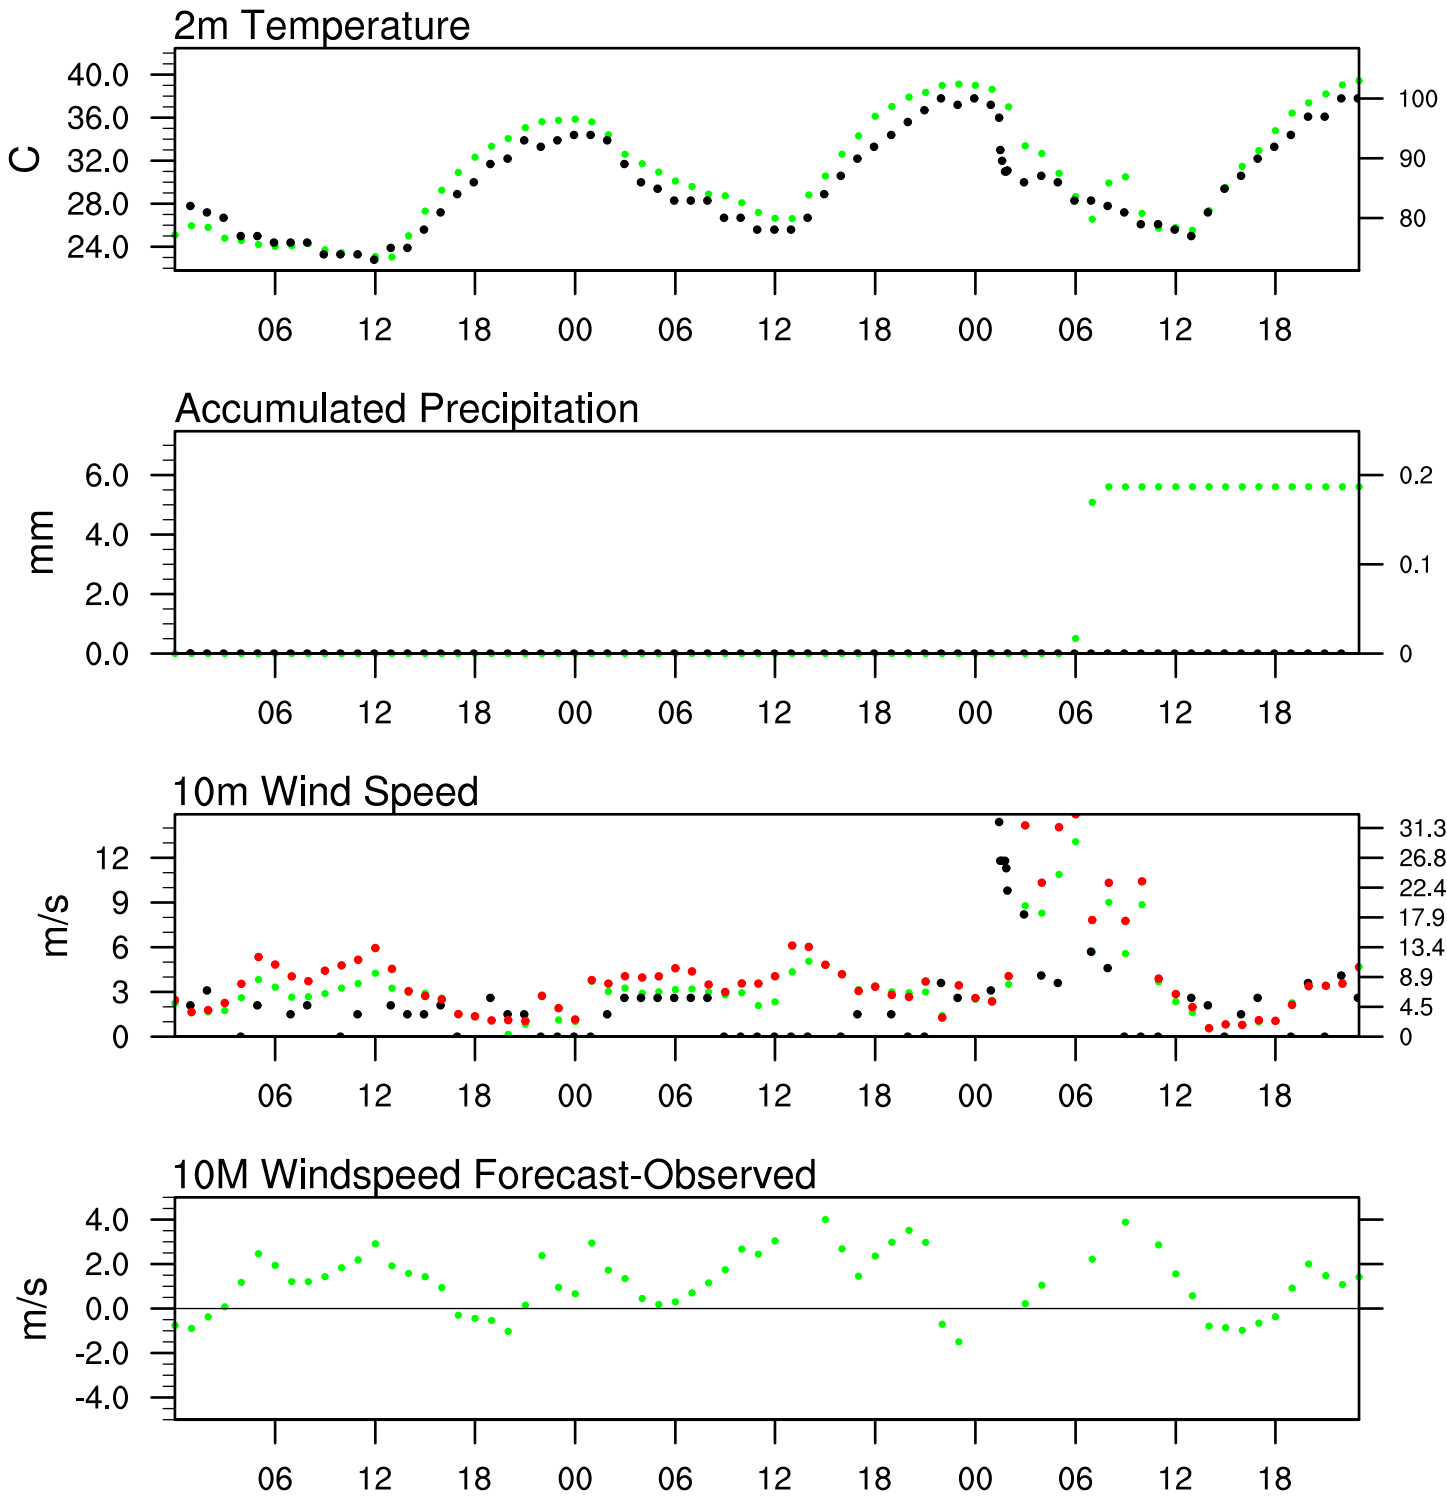 2m Temperature
40.0
36.0
32.0
28.0
24.0
C
100
90
80
06 12 18 00 06 12 18 00 06 12 18
Accumulated Precipitation
6.0
4.0
2.0
0.0
mm
0.2
0.1
0
06 12 18 00 06 12 18 00 06 12 18
10m Wind Speed
12
9
6
3
0
m/s
31.3
26.8
22.4
17.9
13.4
8.9
4.5
0
06 12 18 00 06 12 18 00 06 12 18
10M Windspeed Forecast-Observed
4.0
2.0
0.0
-2.0
-4.0
m/s
06 12 18 00 06 12 18 00 06 12 18